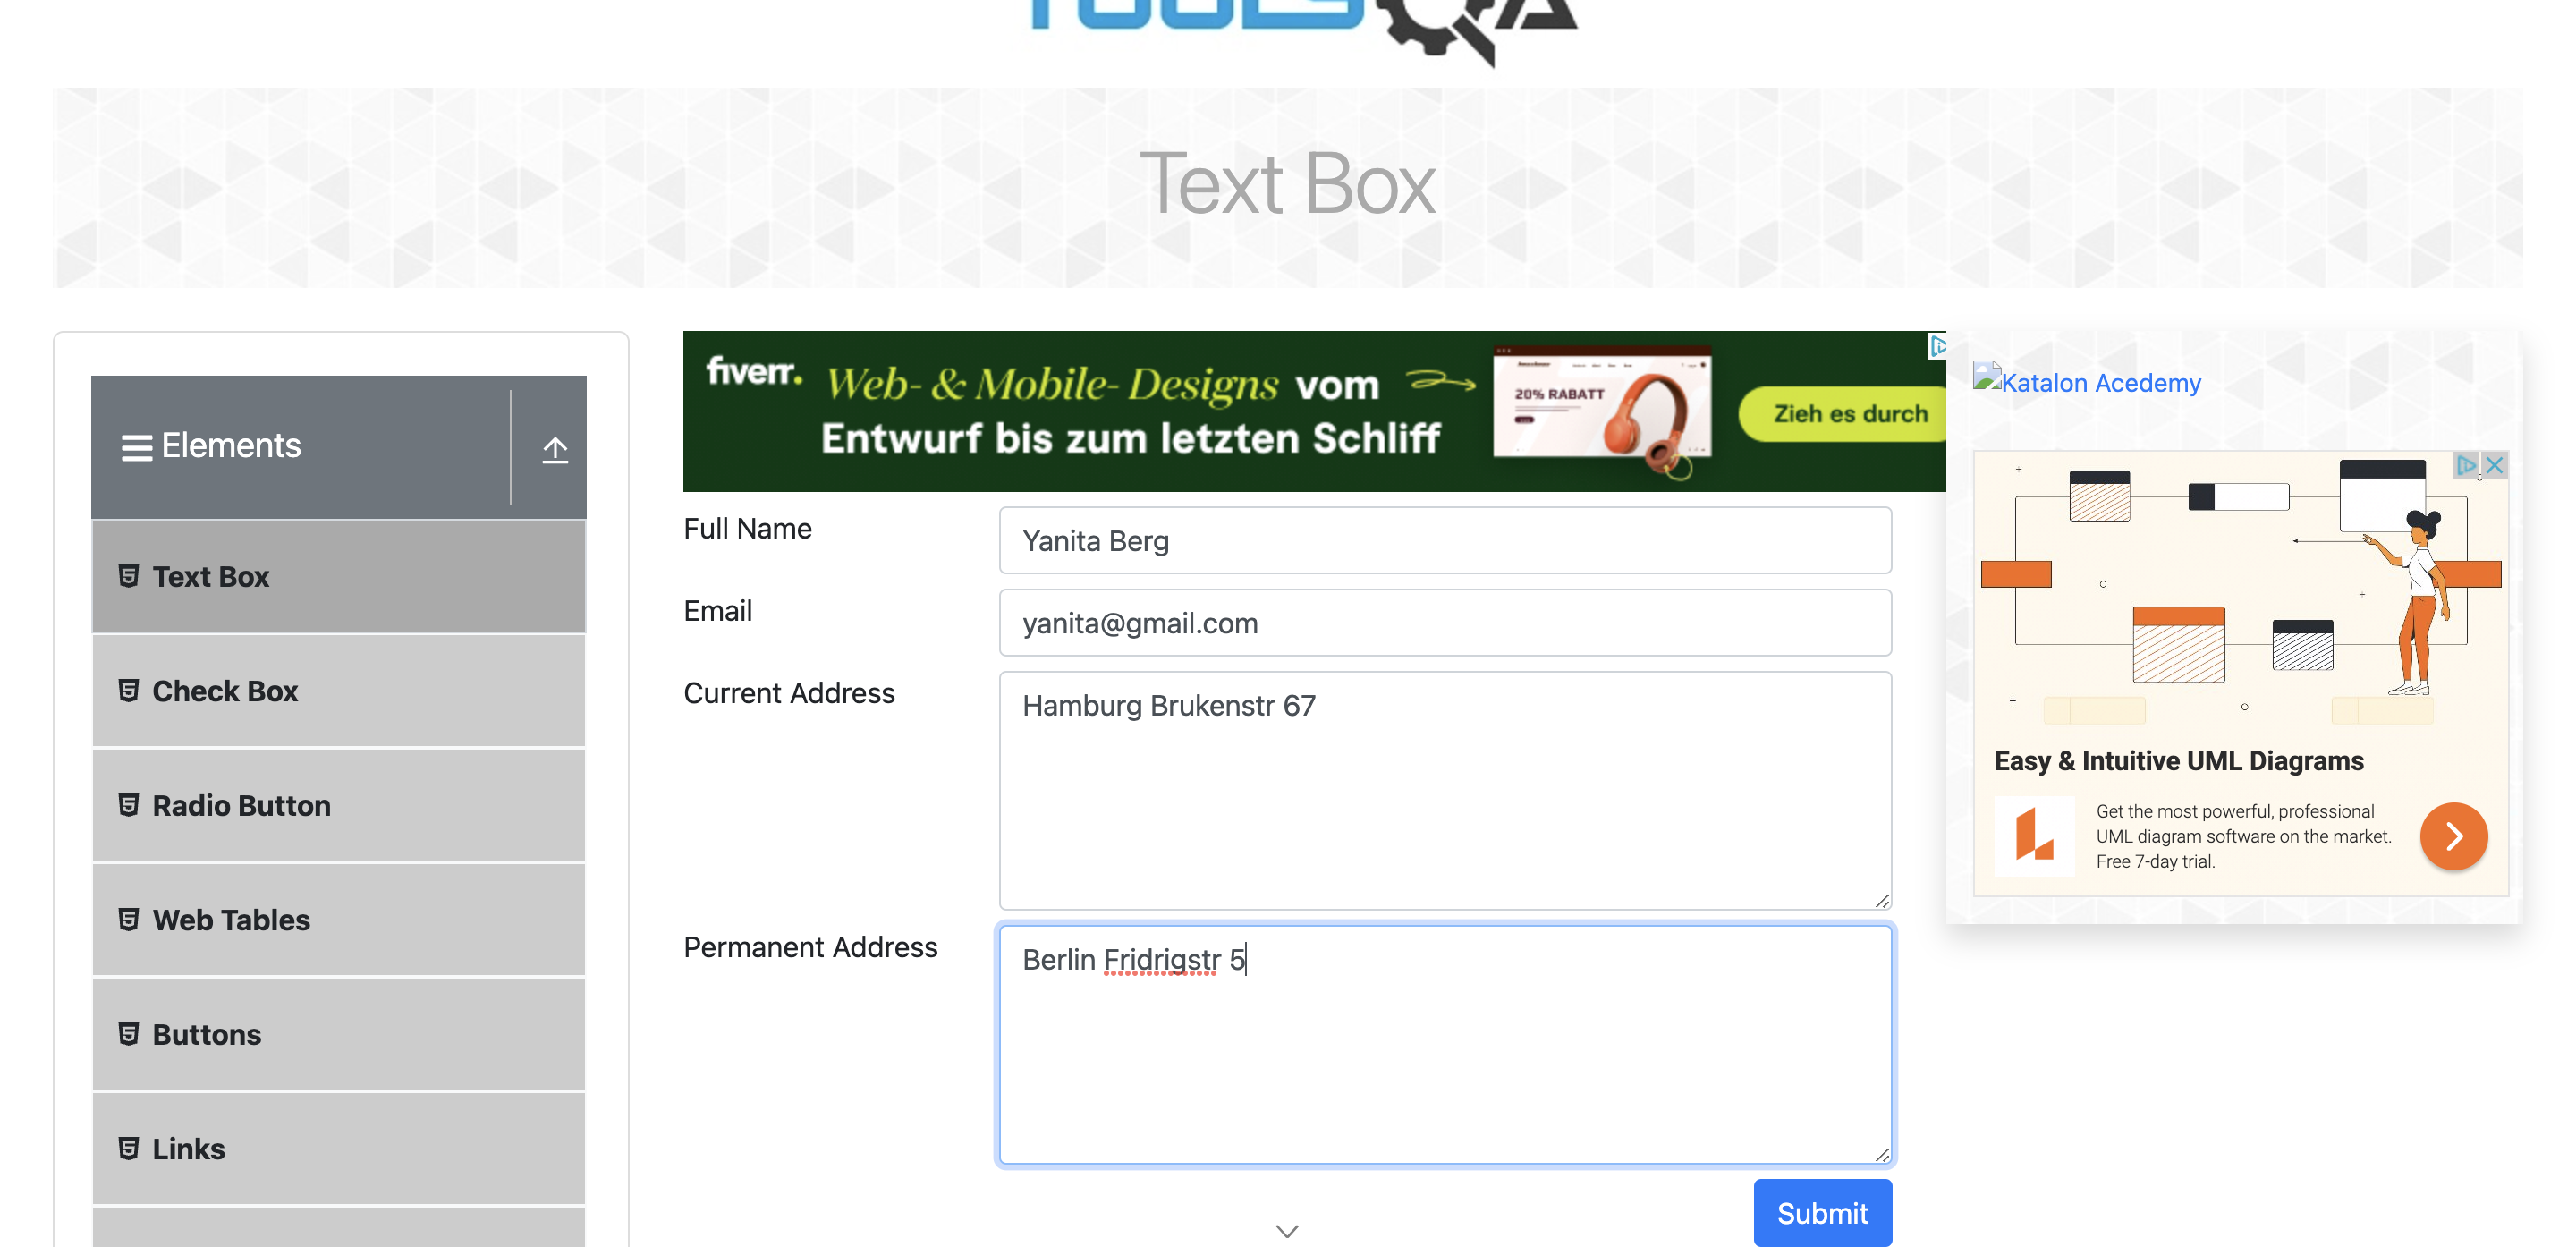 TOOLSQA
Text Box
Elements
Text Box
Check Box
Radio Button
Web Tables
Buttons
Links
fiverr.
Web- & Mobile- Designs vom
Entwurf bis zum letzten Schliff
20% RABATT
Zieh es durch
Full Name
Yanita Berg
Email
yanita@gmail.com
Current Address
Hamburg Brukenstr 67
Permanent Address
Berlin Fridrigstr 5
Submit
Katalon Acedemy
Easy & Intuitive UML Diagrams
Get the most powerful, professional
UML diagram software on the market.
Free 7-day trial.